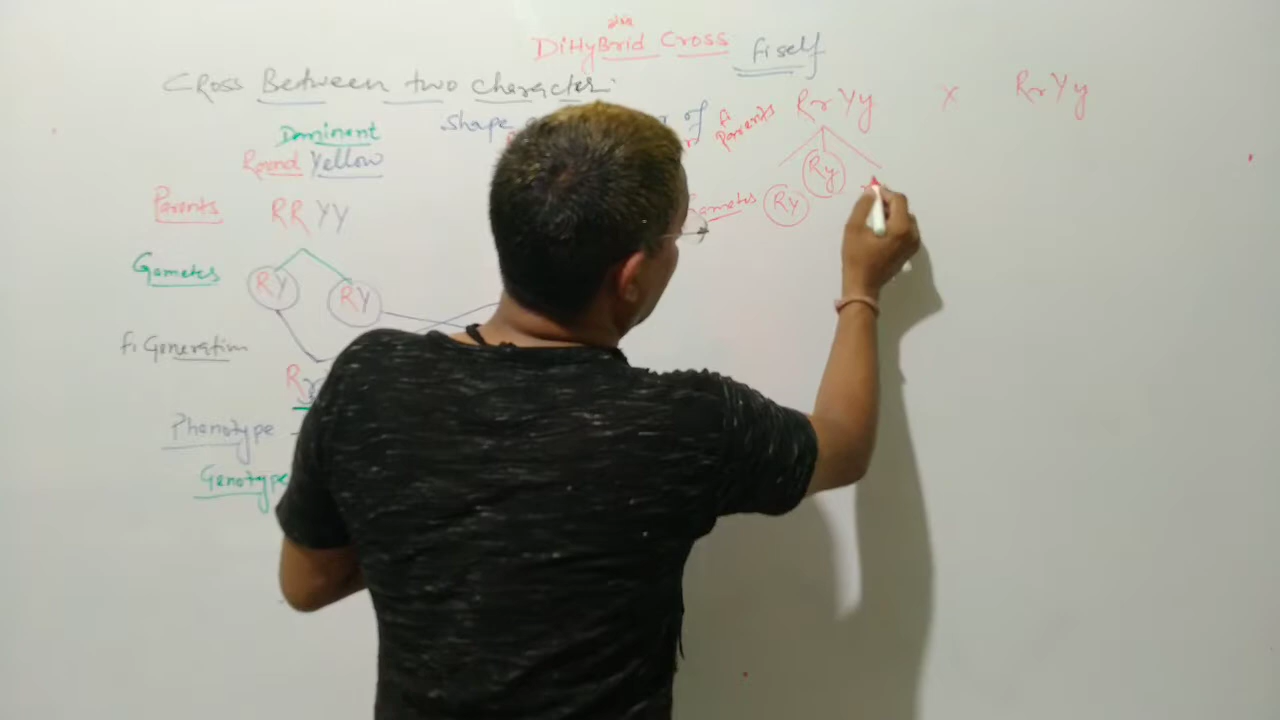 DiHyBrid Cross
F1 self
CRoss Between two character
Dominant
Shape
of
Round Yellow
Parents RR YY
Gametes RY RY
F1 Generation
Rr
Phenotype
Genotype
F1 Parents RrYy X RrYy
Gametes Ry Ry